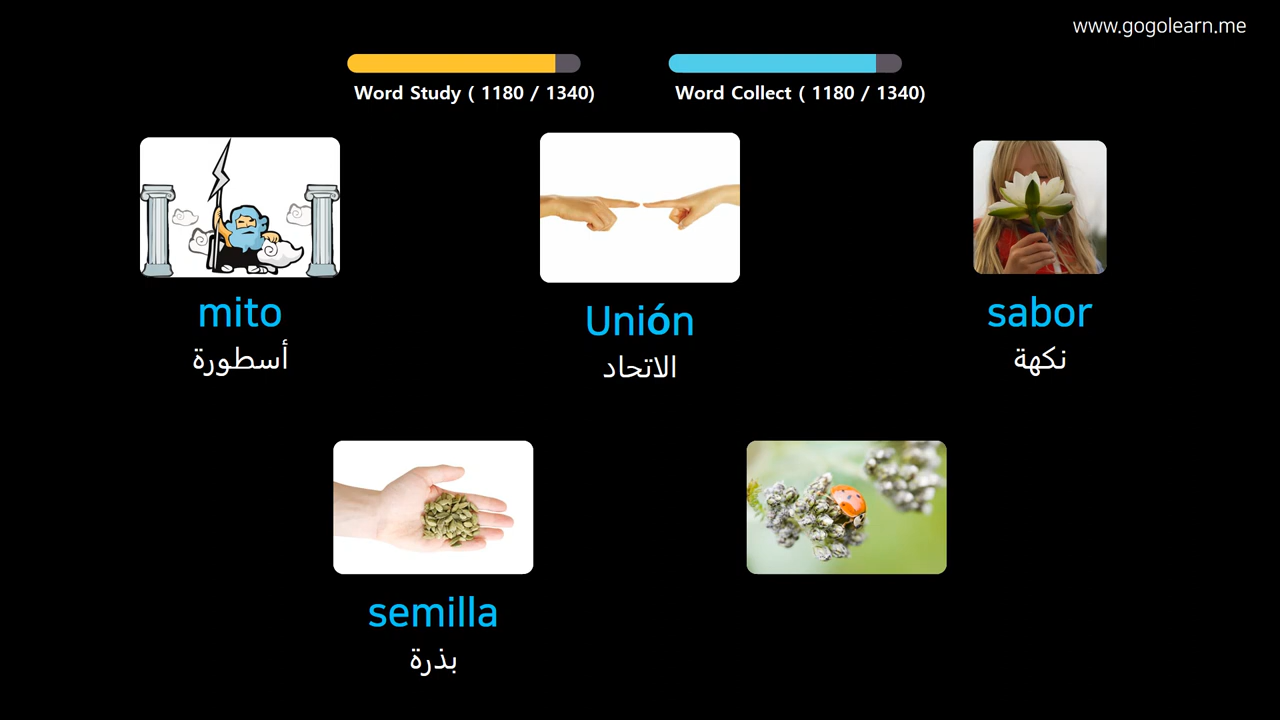 www.gogolearn.me
Word Study ( 1180 / 1340)
Word Collect ( 1180 / 1340)
mito
أسطورة
Unión
الاتحاد
sabor
نكهة
semilla
بذرة